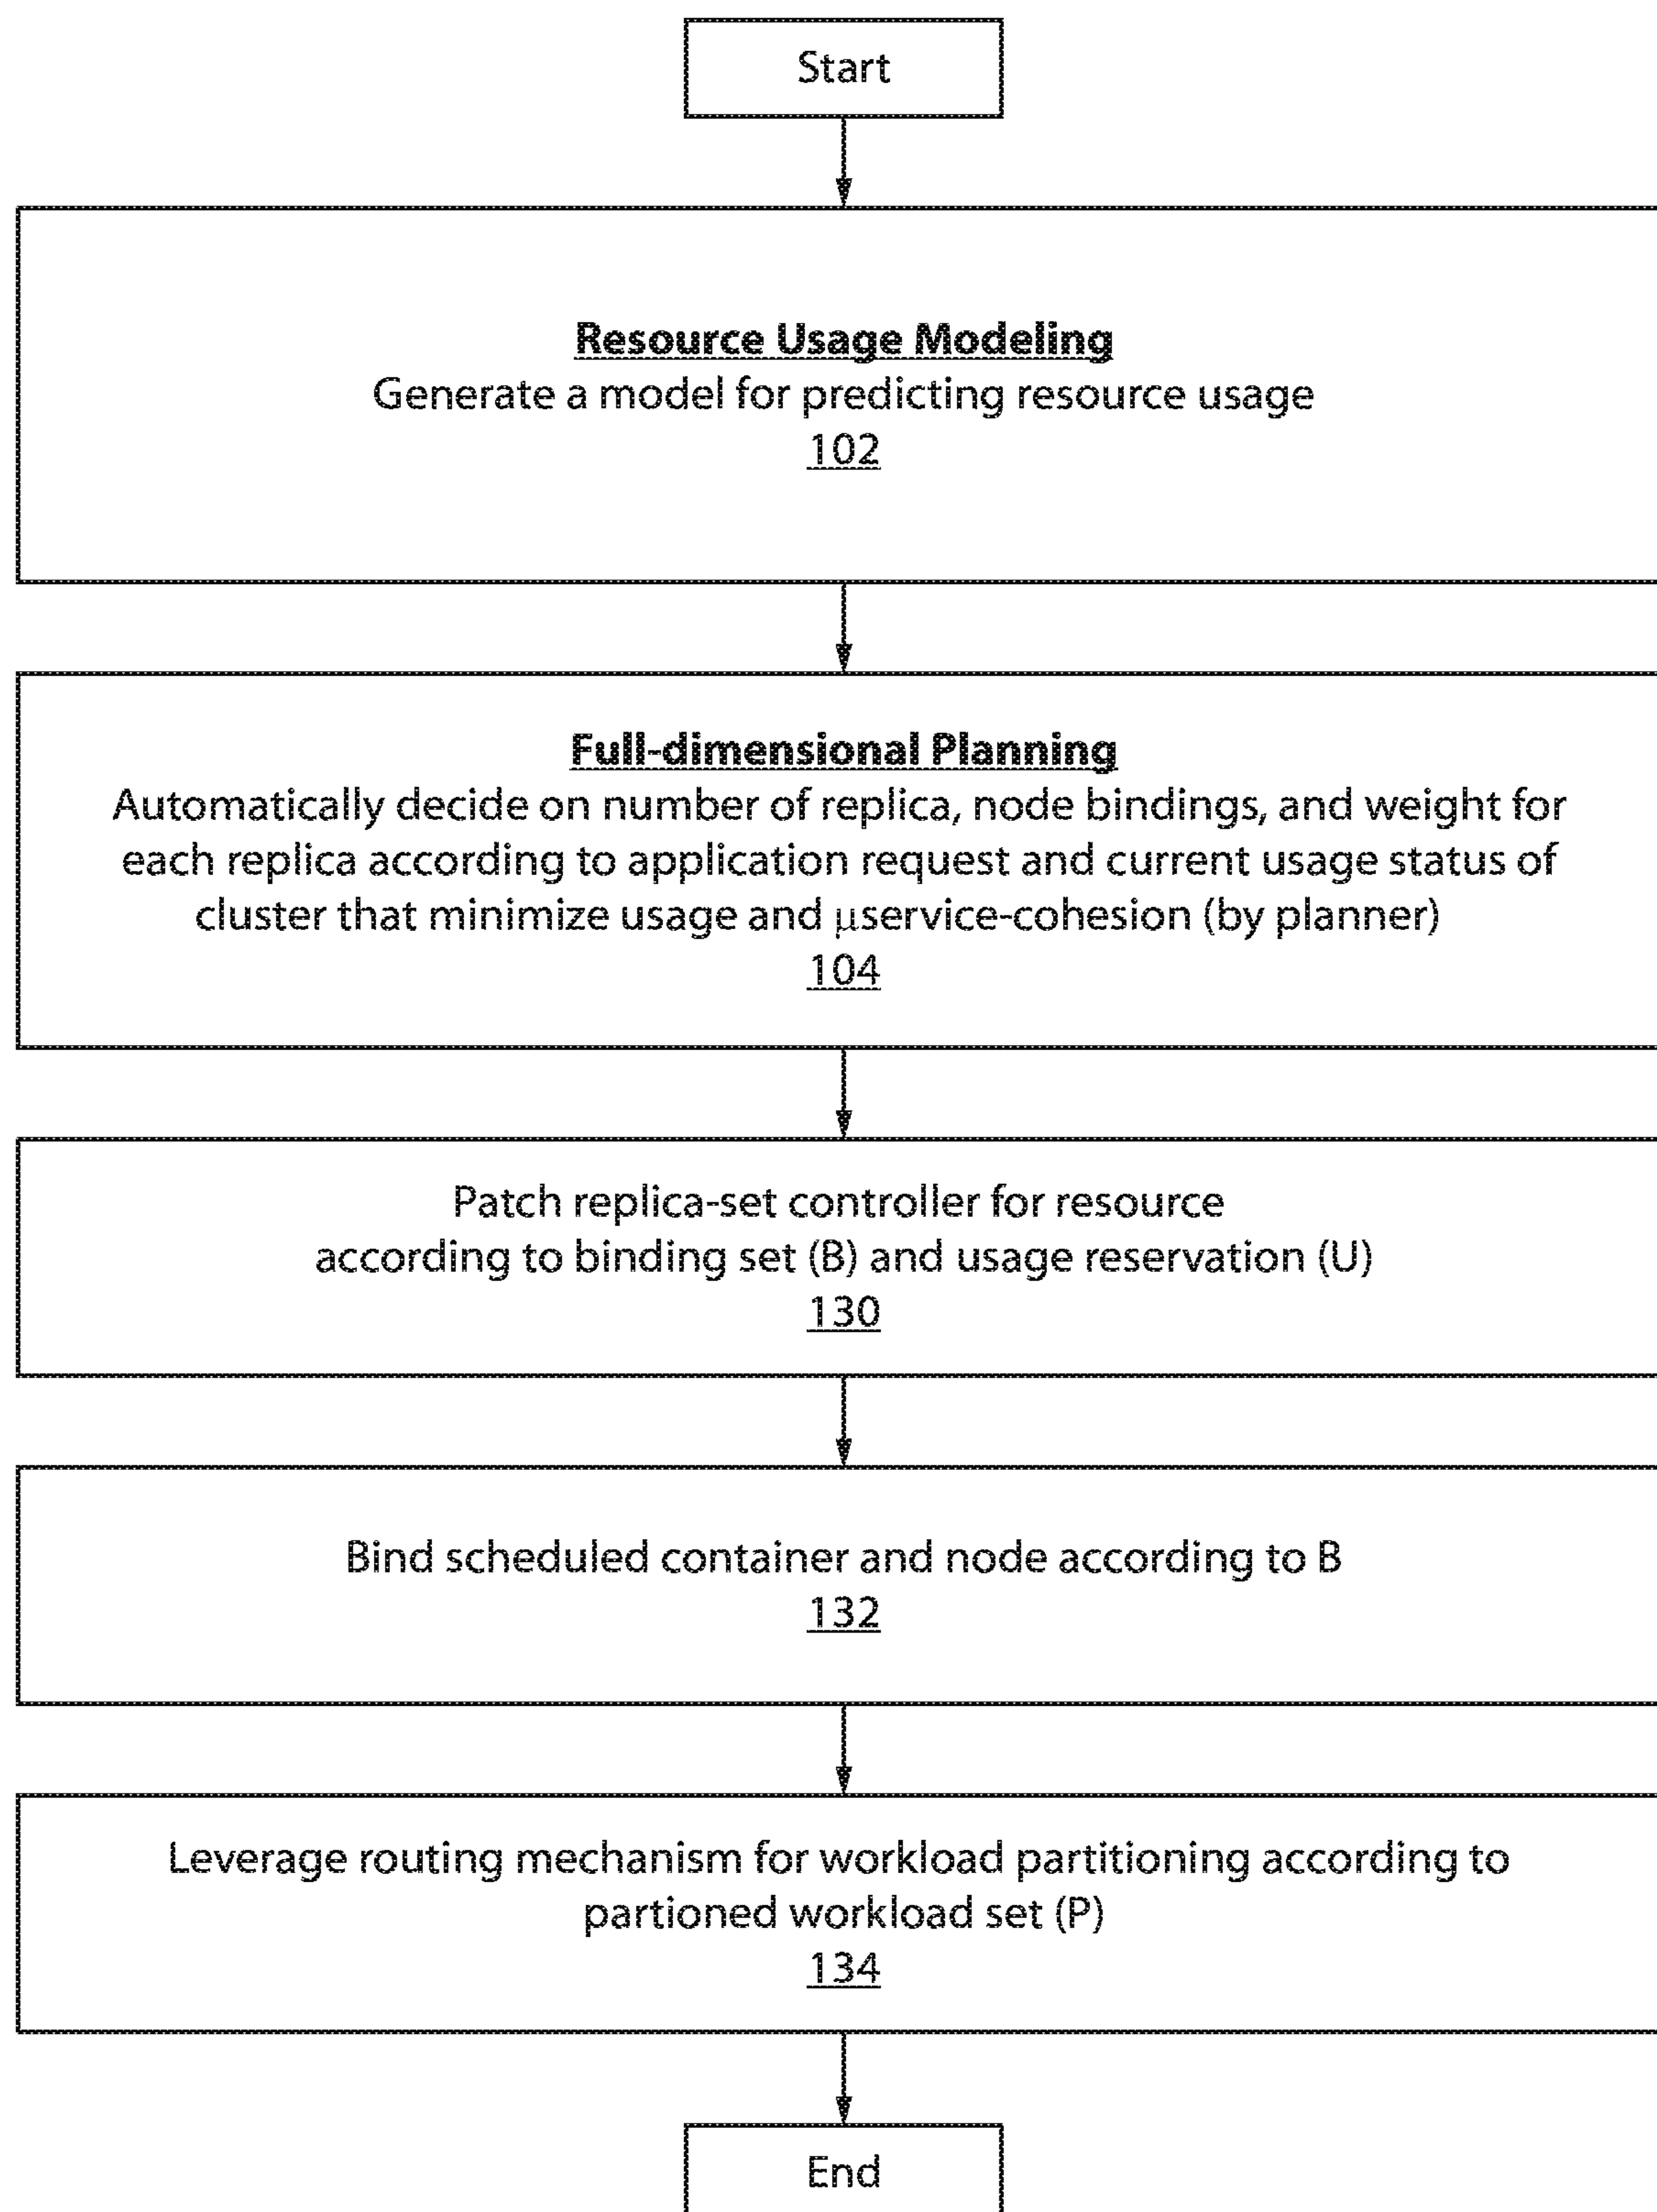 Start
Resource Usage Modeling
Generate a model for predicting resource usage
102
Full-dimensional Planning
Automatically decide on number of replica, node bindings, and weight for
each replica according to application request and current usage status of
cluster that minimize usage and μservice-cohesion (by planner)
104
Patch replica-set controller for resource
according to binding set (B) and usage reservation (U)
130
Bind scheduled container and node according to B
132
Leverage routing mechanism for workload partitioning according to
partioned workload set (P)
134
End